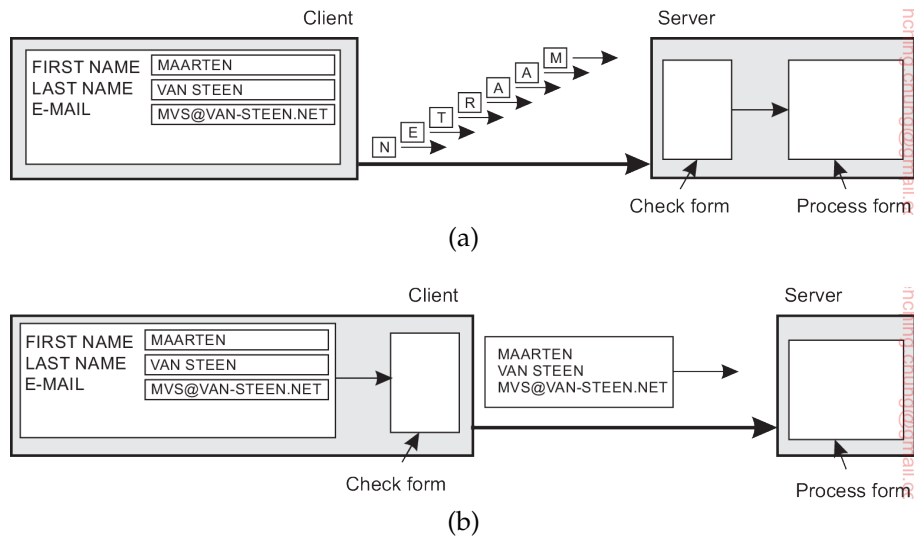 Client
Server
FIRST NAME MAARTEN
LAST NAME VAN STEEN
E-MAIL MVS@VAN-STEEN.NET
N E T R A A M
Check form
Process form
(a)
Client
Server
FIRST NAME MAARTEN
LAST NAME VAN STEEN
E-MAIL MVS@VAN-STEEN.NET
MAARTEN
VAN STEEN
MVS@VAN-STEEN.NET
Check form
Process form
(b)